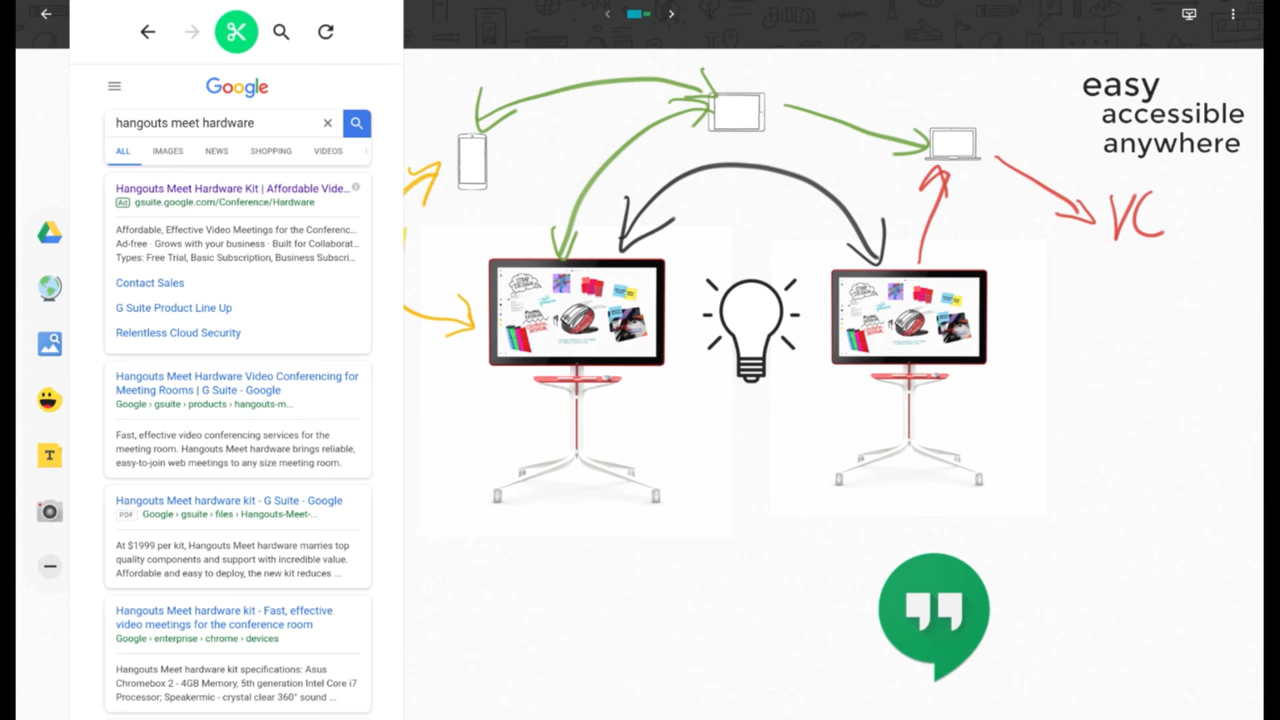 Google
hangouts meet hardware
ALL IMAGES NEWS SHOPPING VIDEOS
Hangouts Meet Hardware Kit | Affordable Vide...
Ad gsuite.google.com/Conference/Hardware
Affordable, Effective Video Meetings for the Conferenc...
Ad-free · Grows with your business · Built for Collaborat...
Types: Free Trial, Basic Subscription, Business Subscri...
Contact Sales
G Suite Product Line Up
Relentless Cloud Security
Hangouts Meet Hardware Video Conferencing for
Meeting Rooms | G Suite - Google
Google › gsuite › products › hangouts-m...
Fast, effective video conferencing services for the
meeting room. Hangouts Meet hardware brings reliable,
easy-to-join web meetings to any size meeting room.
Hangouts Meet hardware kit - G Suite - Google
PDF Google › gsuite › files › Hangouts-Meet-...
At $1999 per kit, Hangouts Meet hardware marries top
quality components and support with incredible value.
Affordable and easy to deploy, the new kit reduces ...
Hangouts Meet hardware kit - Fast, effective
video meetings for the conference room
Google › enterprise › chrome › devices
Hangouts Meet hardware kit specifications: Asus
Chromebox 2 - 4GB Memory, 5th generation Intel Core i7
Processor; Speakermic - crystal clear 360° sound ...
T
easy
accessible
anywhere
VC